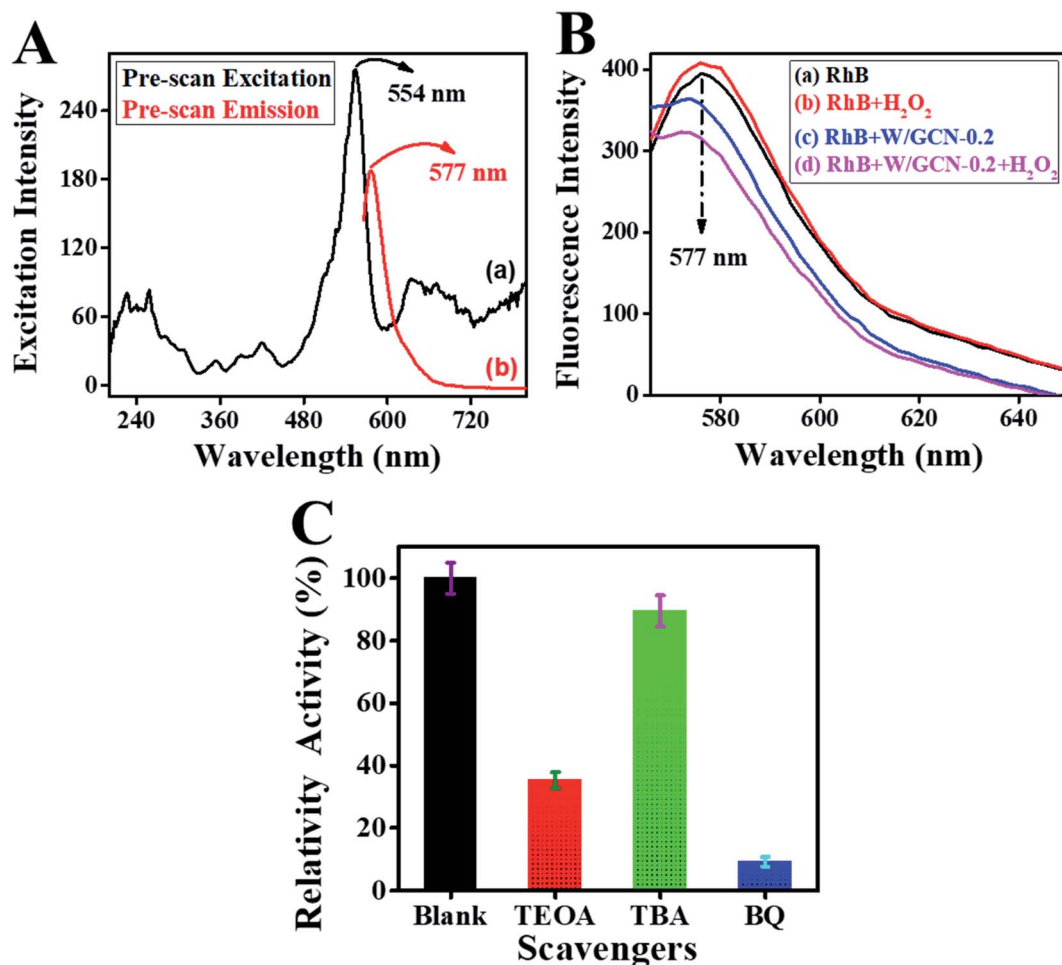 A
Pre-scan Excitation
Pre-scan Emission
554 nm
577 nm
(a)
(b)
Excitation Intensity
240
180
120
60
0
240 360 480 600 720
Wavelength (nm)
B
(a) RhB
(b) RhB+H₂O₂
(c) RhB+W/GCN-0.2
(d) RhB+W/GCN-0.2+H₂O₂
577 nm
Fluorescence Intensity
400
300
200
100
0
580 600 620 640
Wavelength (nm)
C
Relativity Activity (%)
100
80
60
40
20
0
Blank TEOA TBA BQ
Scavengers